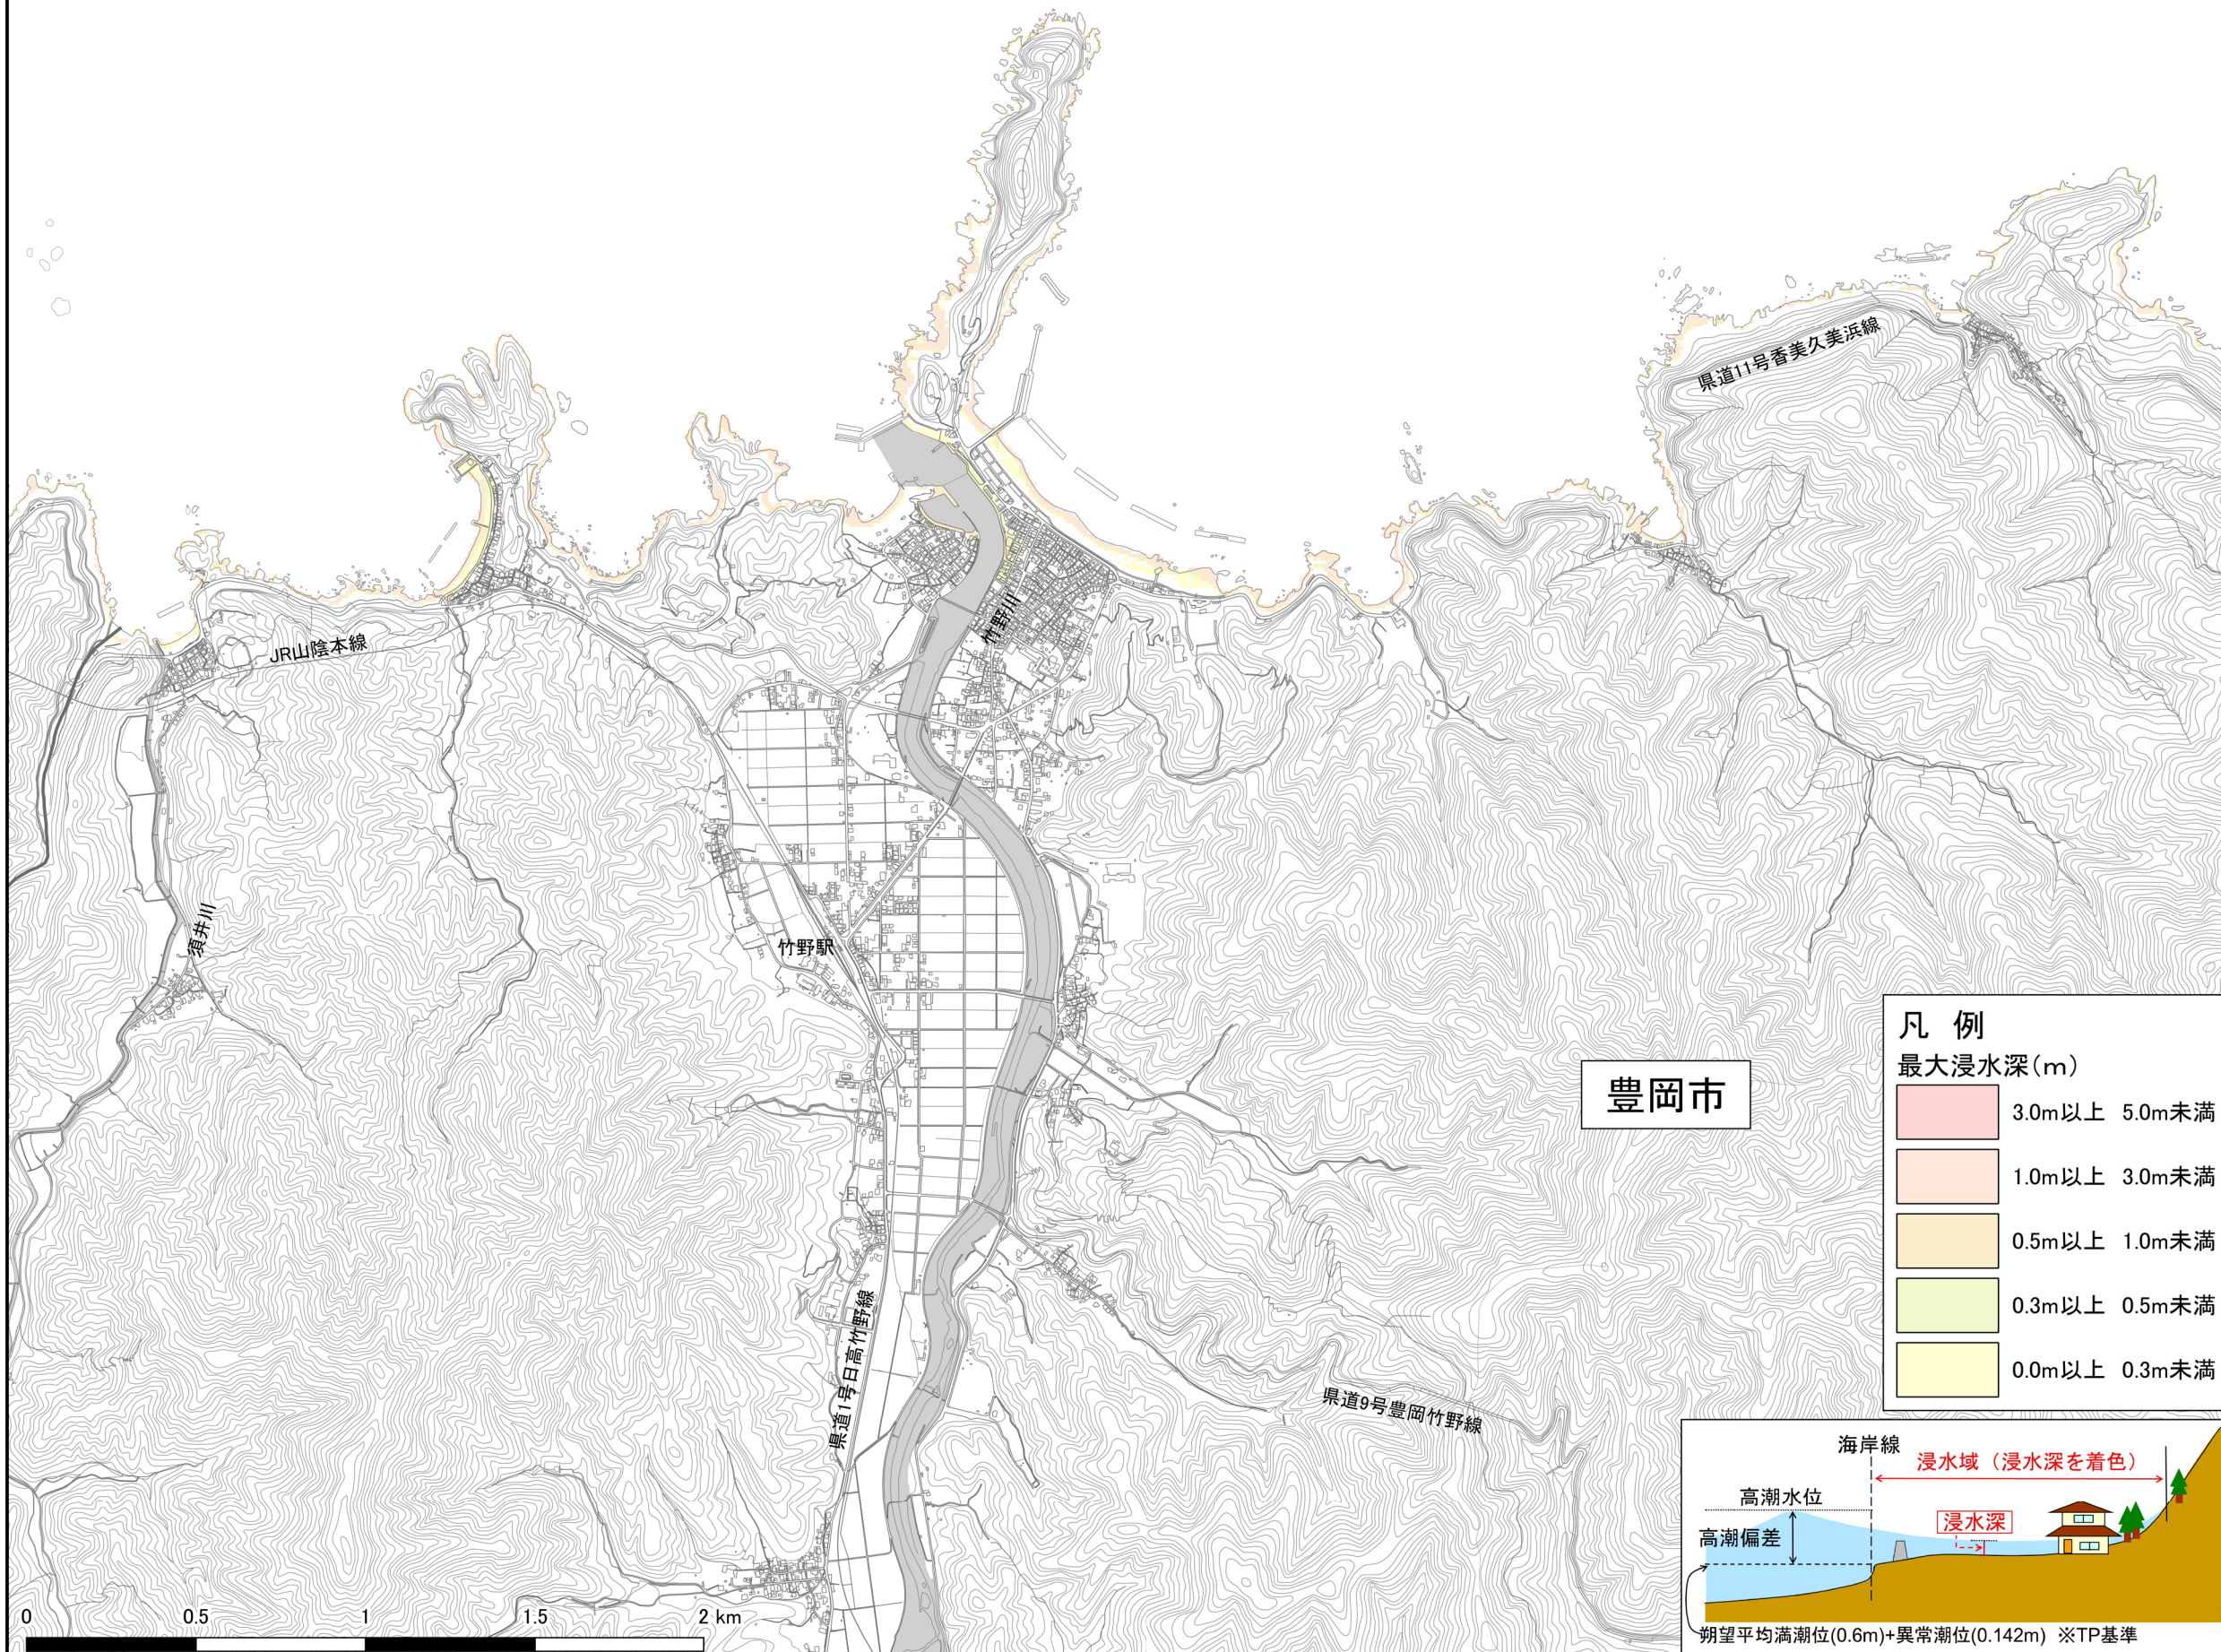 県道11号香美久美浜線
JR山陰本線
竹野川
須井川
竹野駅
豊岡市
県道1号日高竹野線
県道9号豊岡竹野線
凡 例
最大浸水深(m)
3.0m以上 5.0m未満
1.0m以上 3.0m未満
0.5m以上 1.0m未満
0.3m以上 0.5m未満
0.0m以上 0.3m未満
海岸線
浸水域（浸水深を着色）
高潮水位
浸水深
高潮偏差
朔望平均満潮位(0.6m)+異常潮位(0.142m) ※TP基準
0 0.5 1 1.5 2 km